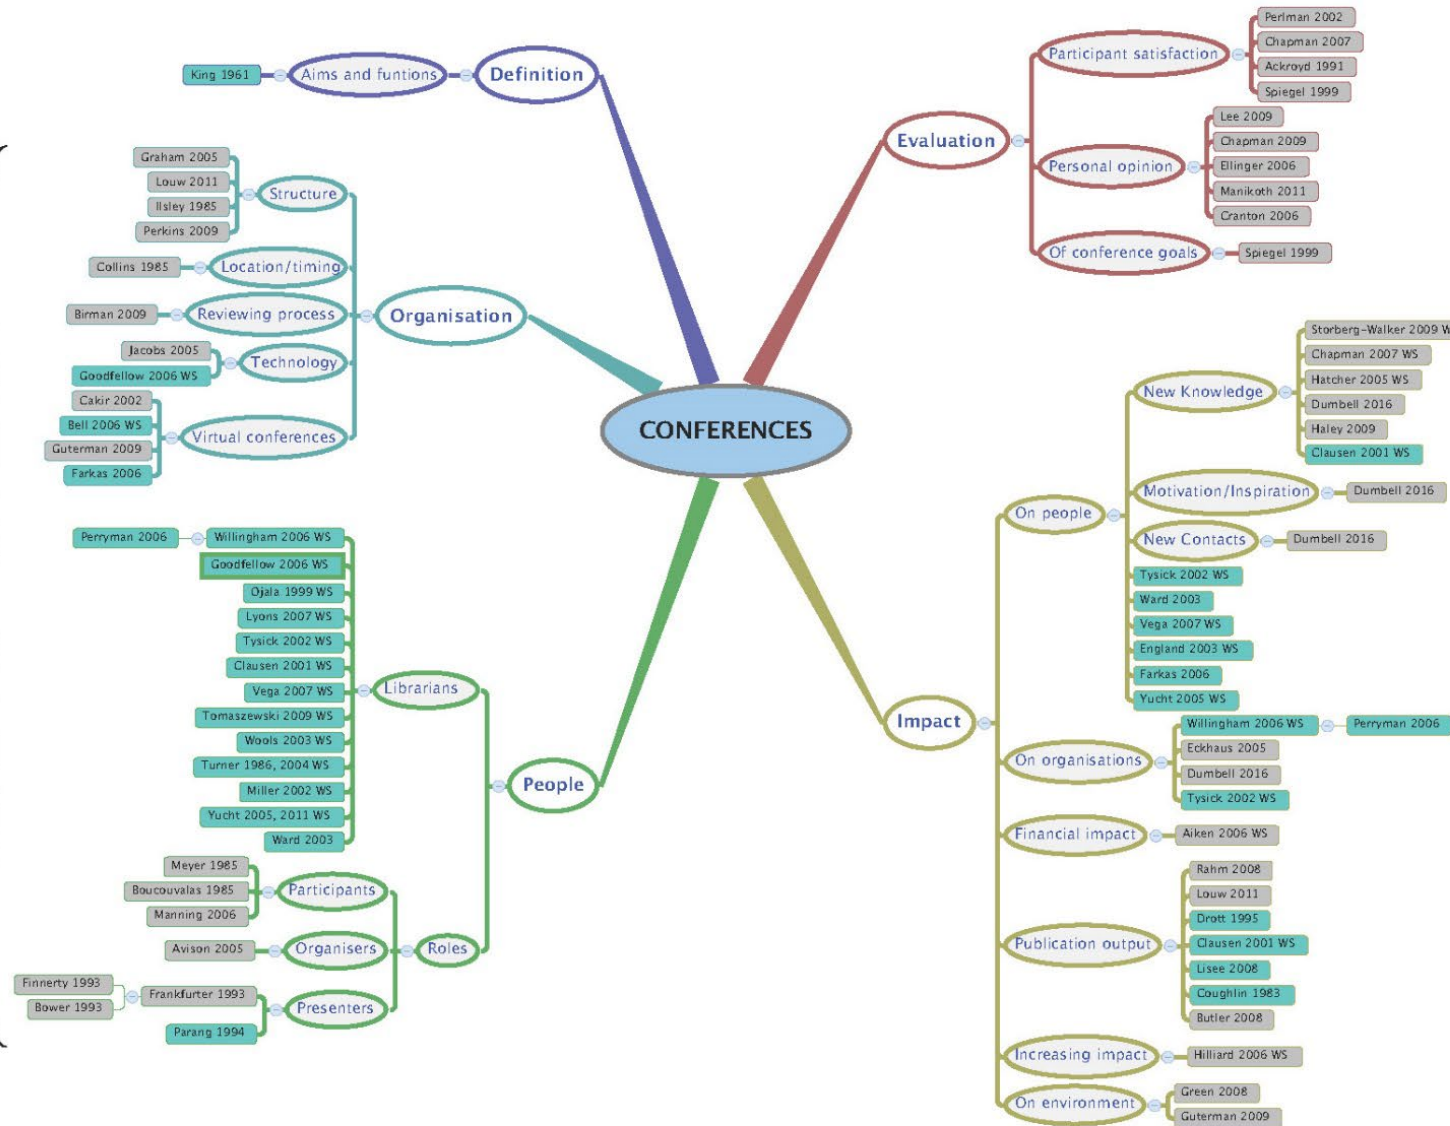 CONFERENCES
Definition
Aims and funtions
King 1961
Organisation
Structure
Graham 2005
Louw 2011
Ilsley 1985
Perkins 2009
Location/timing
Collins 1985
Reviewing process
Birman 2009
Technology
Jacobs 2005
Goodfellow 2006 WS
Virtual conferences
Cakir 2002
Bell 2006 WS
Guterman 2009
Farkas 2006
People
Librarians
Willingham 2006 WS
Perryman 2006
Goodfellow 2006 WS
Ojala 1999 WS
Lyons 2007 WS
Tysick 2002 WS
Clausen 2001 WS
Vega 2007 WS
Tomaszewski 2009 WS
Wools 2003 WS
Turner 1986, 2004 WS
Miller 2002 WS
Yucht 2005, 2011 WS
Ward 2003
Roles
Participants
Meyer 1985
Boucouvalas 1985
Manning 2006
Organisers
Avison 2005
Presenters
Frankfurter 1993
Finnerty 1993
Bower 1993
Parang 1994
Evaluation
Participant satisfaction
Perlman 2002
Chapman 2007
Ackroyd 1991
Spiegel 1999
Personal opinion
Lee 2009
Chapman 2009
Ellinger 2006
Manikoth 2011
Cranton 2006
Of conference goals
Spiegel 1999
Impact
On people
New Knowledge
Storberg-Walker 2009
Chapman 2007 WS
Hatcher 2005 WS
Dumbell 2016
Haley 2009
Clausen 2001 WS
Motivation/Inspiration
Dumbell 2016
New Contacts
Dumbell 2016
Tysick 2002 WS
Ward 2003
Vega 2007 WS
England 2003 WS
Farkas 2006
Yucht 2005 WS
On organisations
Willingham 2006 WS
Perryman 2006
Eckhaus 2005
Dumbell 2016
Tysick 2002 WS
Financial impact
Aiken 2006 WS
Publication output
Rahm 2008
Louw 2011
Drott 1995
Clausen 2001 WS
Lisee 2008
Coughlin 1983
Butler 2008
Increasing impact
Hilliard 2006 WS
On environment
Green 2008
Guterman 2009